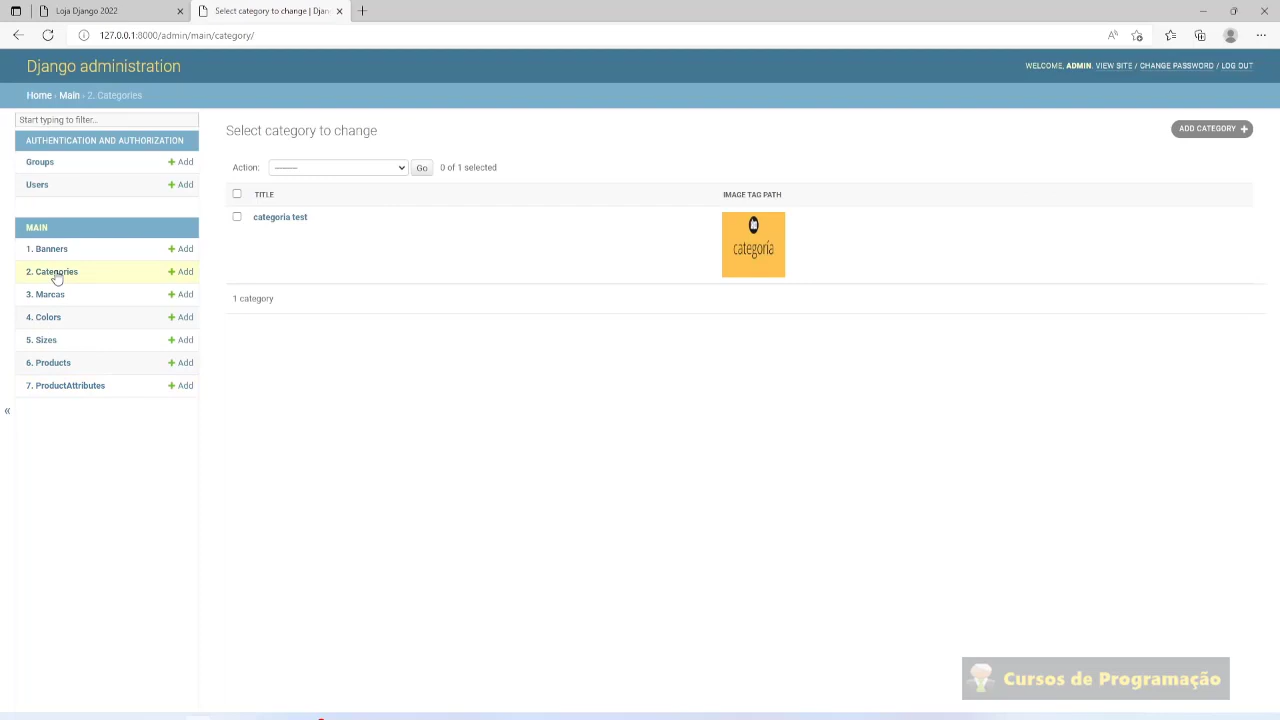 Loja Django 2022
Select category to change | Djan
127.0.0.1:8000/admin/main/category/
Django administration
WELCOME, ADMIN. VIEW SITE / CHANGE PASSWORD / LOG OUT
Home › Main › 2. Categories
Start typing to filter...
AUTHENTICATION AND AUTHORIZATION
Groups + Add
Users + Add
MAIN
1. Banners + Add
2. Categories + Add
3. Marcas + Add
4. Colors + Add
5. Sizes + Add
6. Products + Add
7. ProductAttributes + Add
«
Select category to change
ADD CATEGORY +
Action: --------- Go 0 of 1 selected
TITLE IMAGE TAG PATH
categoria test
categoría
1 category
Cursos de Programação